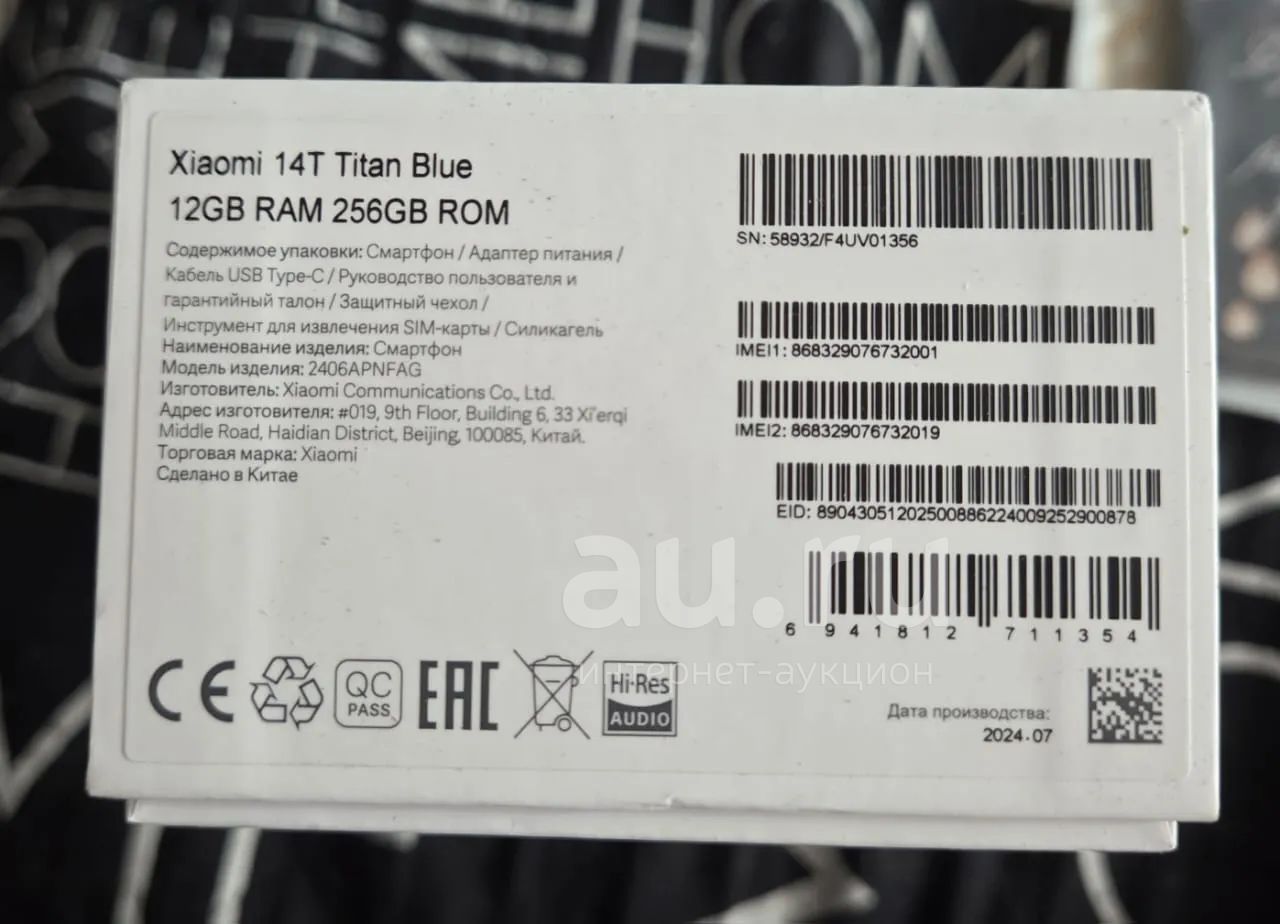 Xiaomi 14T Titan Blue
12GB RAM 256GB ROM
Содержимое упаковки: Смартфон / Адаптер питания /
Кабель USB Type-C / Руководство пользователя и
гарантийный талон / Защитный чехол /
Инструмент для извлечения SIM-карты / Силикагель
Наименование изделия: Смартфон
Модель изделия: 2406APNFAG
Изготовитель: Xiaomi Communications Co., Ltd.
Адрес изготовителя: #019, 9th Floor, Building 6, 33 Xi'erqi
Middle Road, Haidian District, Beijing, 100085, Китай.
Торговая марка: Xiaomi
Сделано в Китае
SN: 58932/F4UV01356
IMEI1: 868329076732001
IMEI2: 868329076732019
EID: 89043051202500886224009252900878
6 941812 711354
au.ru
интернет-аукцион
CE
QC
PASS
EAC
Hi-Res
AUDIO
Дата производства:
2024.07